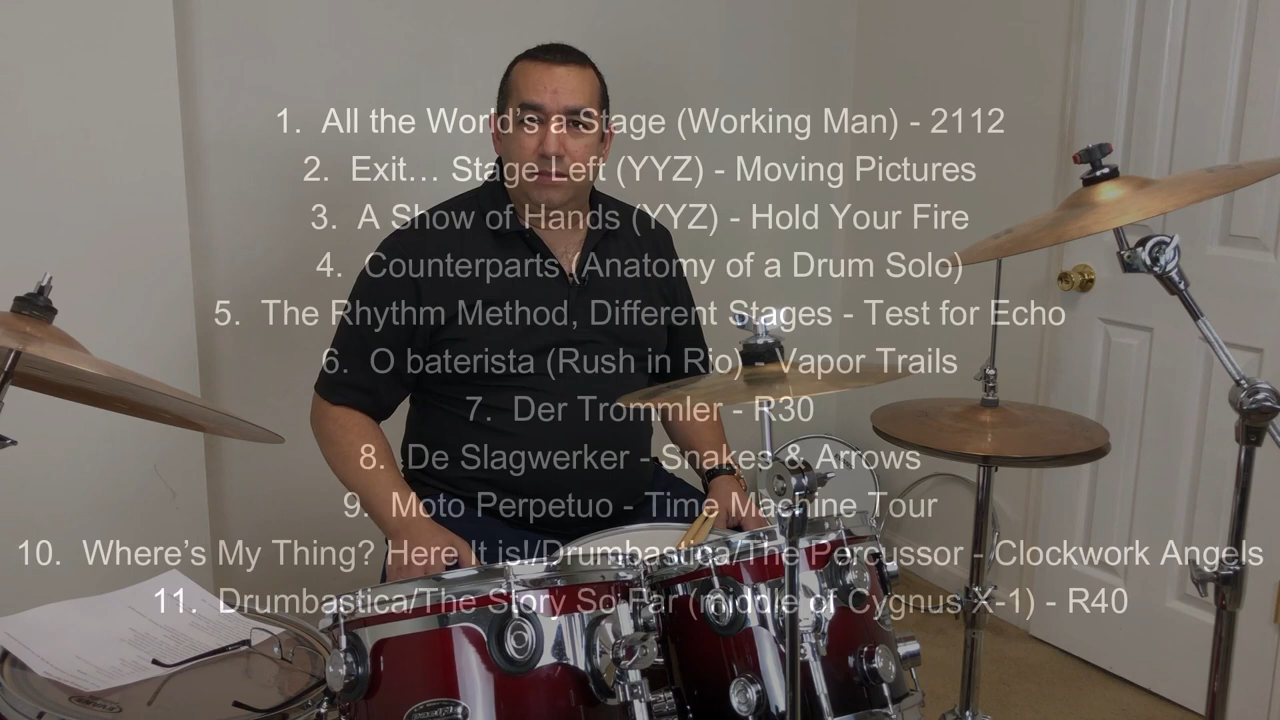 1. All the World’s a Stage (Working Man) - 2112
2. Exit… Stage Left (YYZ) - Moving Pictures
3. A Show of Hands (YYZ) - Hold Your Fire
4. Counterparts (Anatomy of a Drum Solo)
5. The Rhythm Method, Different Stages - Test for Echo
6. O baterista (Rush in Rio) - Vapor Trails
7. Der Trommler - R30
8. De Slagwerker - Snakes & Arrows
9. Moto Perpetuo - Time Machine Tour
10. Where’s My Thing? Here It is!/Drumbastica/The Percussor - Clockwork Angels
11. Drumbastica/The Story So Far (middle of Cygnus X-1) - R40